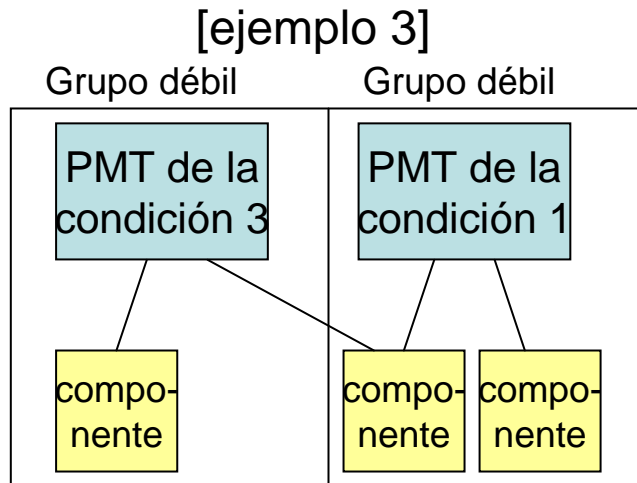 [ejemplo 3]
Grupo débil
Grupo débil
PMT de la
condición 3
PMT de la
condición 1
compo-
nente
compo-
nente
compo-
nente